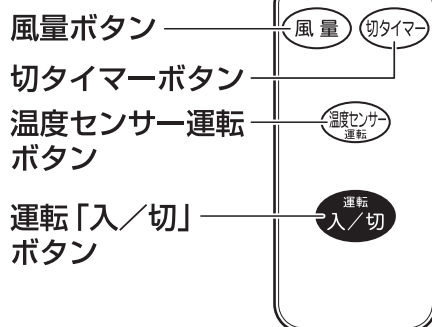 風量ボタン
風量
切タイマー
切タイマーボタン
温度センサー運転
ボタン
温度センサー
運転
運転「入／切」
ボタン
運転
入／切